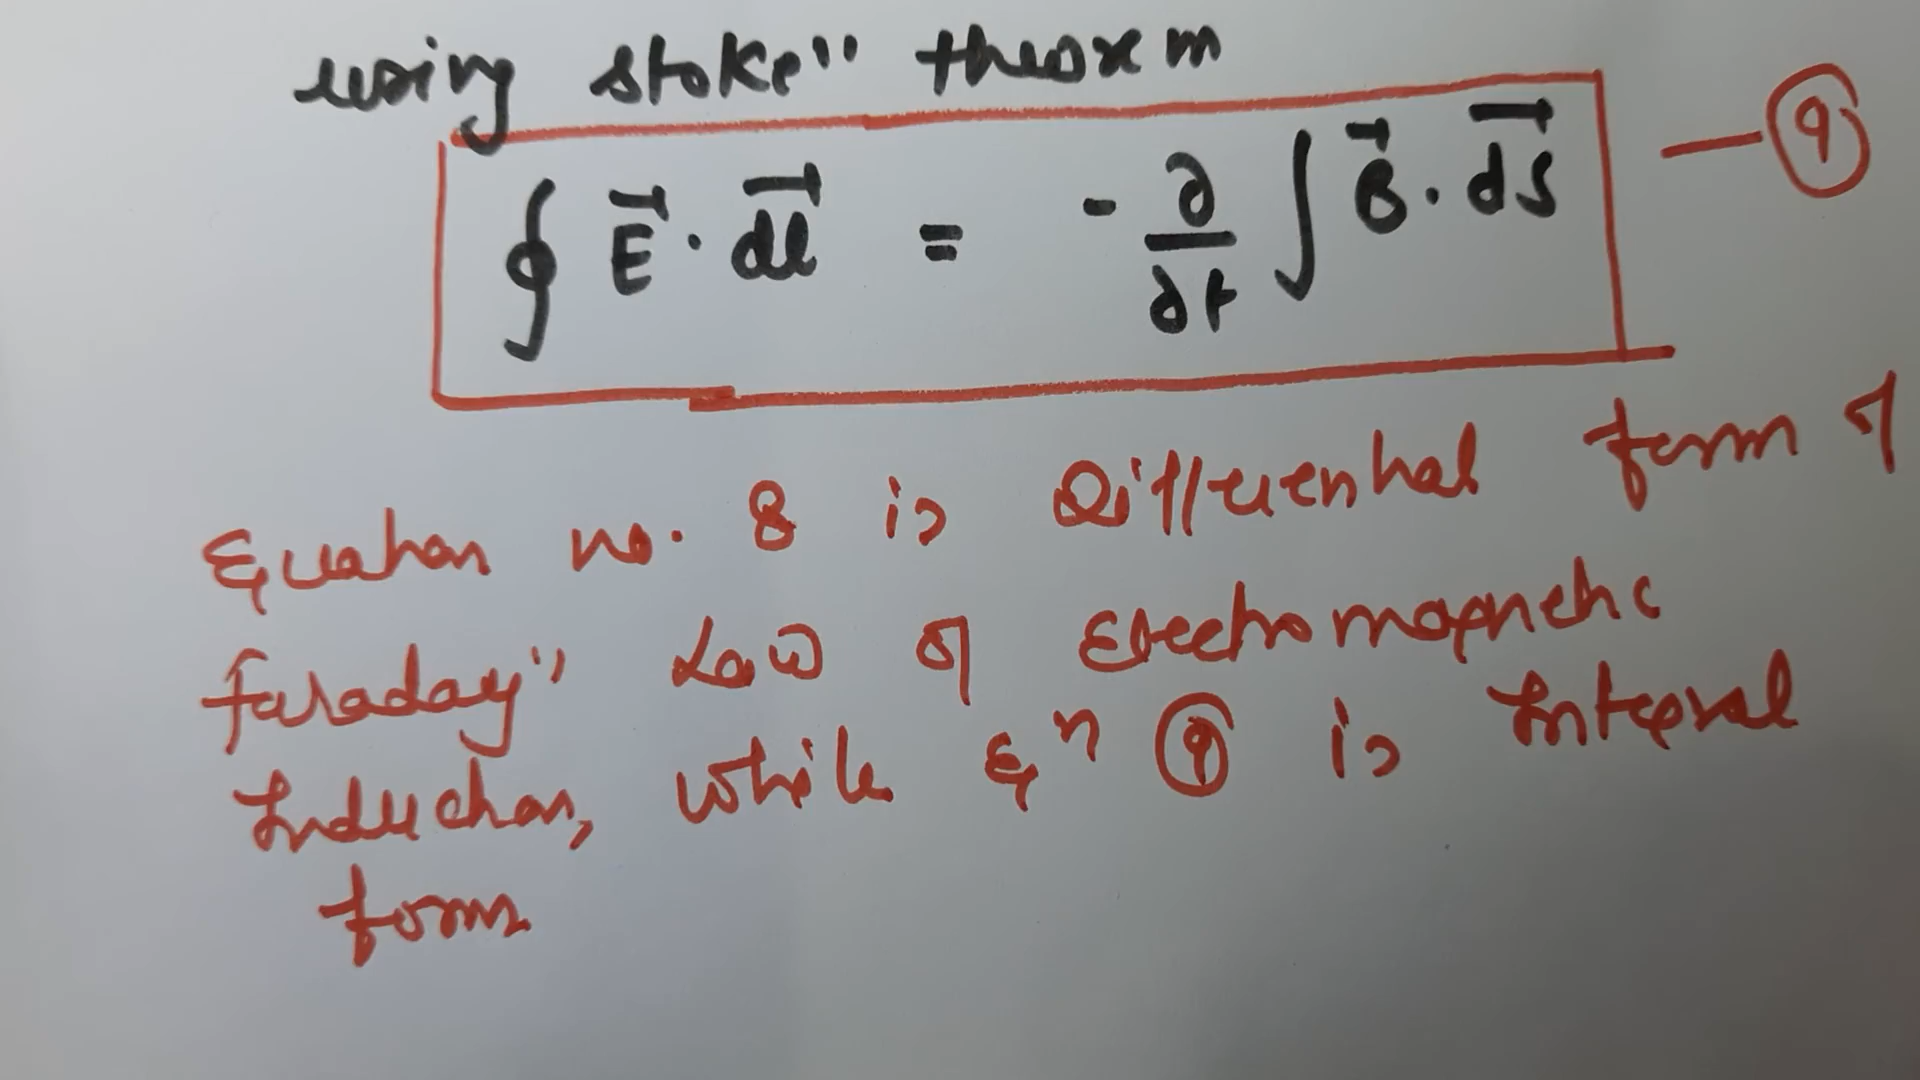 using stoke" theorem
∮ E⃗ · dl⃗ = - ∂/∂t ∫ B⃗ · dS⃗ — 9
Equation no. 8 is Differential form of
faraday" Law of Electromagnetic
Induction, while Eqn 9 is Integral
form